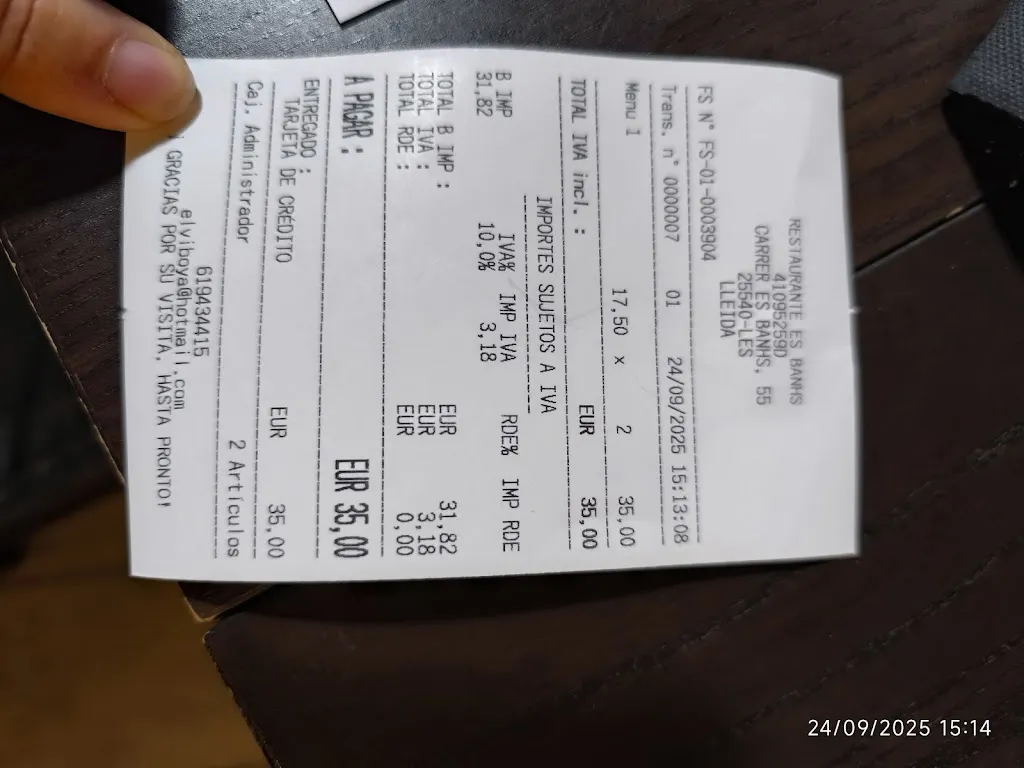 RESTAURANTE ES BANHS
41095259D
CARRER ES BANHS, 55
25540-LES
LLEIDA
FS N° FS-01-0003904
Trans. n° 0000007 01 24/09/2025 15:13:08
Menu 1 17,50 x 2 35,00
TOTAL IVA incl. : EUR 35,00
IMPORTES SUJETOS A IVA
B IMP IVA% IMP IVA RDE% IMP RDE
31,82 10,0% 3,18
TOTAL B IMP : EUR 31,82
TOTAL IVA : EUR 3,18
TOTAL RDE : EUR 0,00
A PAGAR : EUR 35,00
ENTREGADO :
TARJETA DE CRÉDITO EUR 35,00
Caj. Administrador 2 Artículos
619434415
elviboya@hotmail.com
GRACIAS POR SU VISITA, HASTA PRONTO!
24/09/2025 15:14